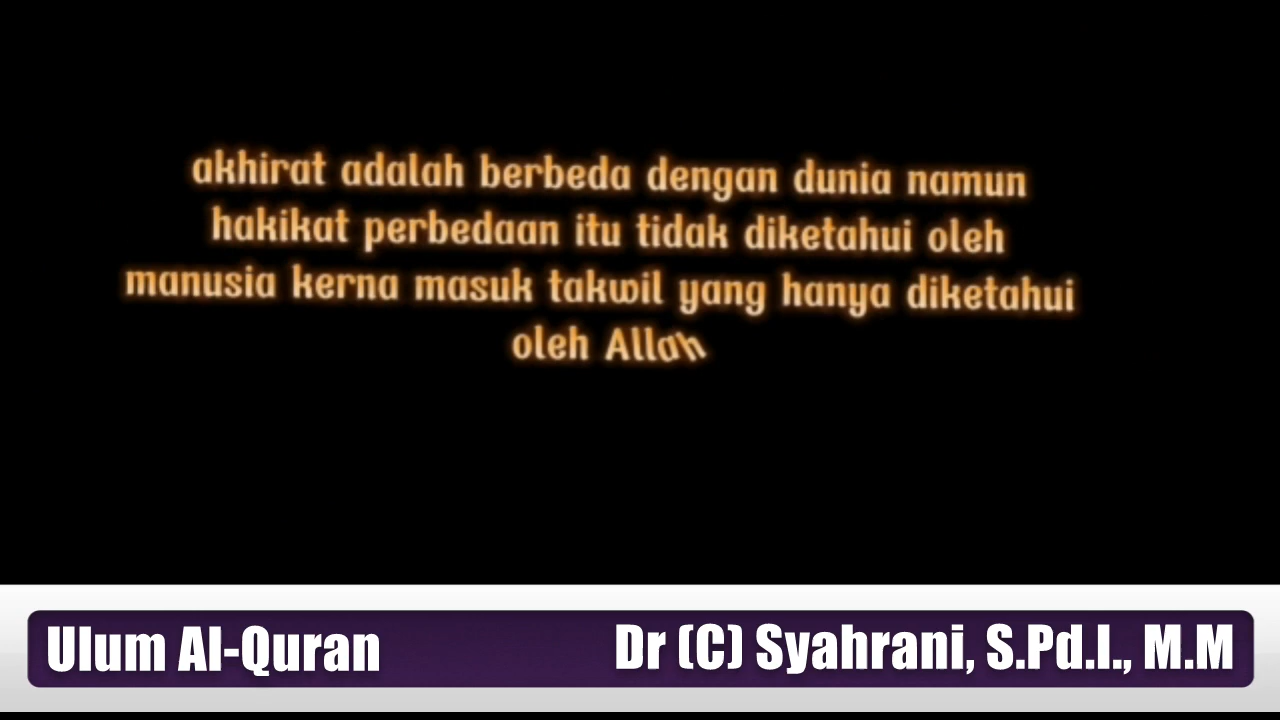 akhirat adalah berbeda dengan dunia namun
hakikat perbedaan itu tidak diketahui oleh
manusia kerna masuk takwil yang hanya diketahui
oleh Allah
Ulum Al-Quran
Dr (C) Syahrani, S.Pd.I., M.M